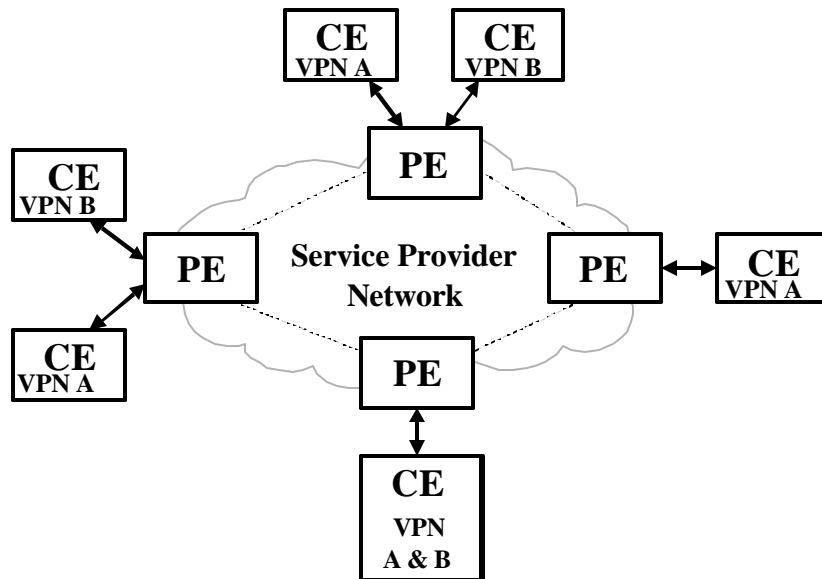 CE
VPN A
CE
VPN B
PE
CE
VPN B
PE
Service Provider
Network
PE
CE
VPN A
CE
VPN A
PE
CE
VPN
A & B